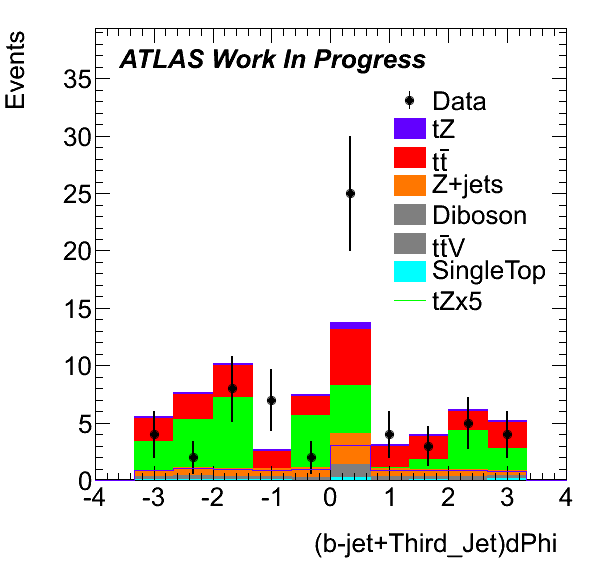 Events
ATLAS Work In Progress
35
30
25
20
15
10
5
0
Data
tZ
tt̄
Z+jets
Diboson
tt̄V
SingleTop
tZx5
-4 -3 -2 -1 0 1 2 3 4
(b-jet+Third_Jet)dPhi